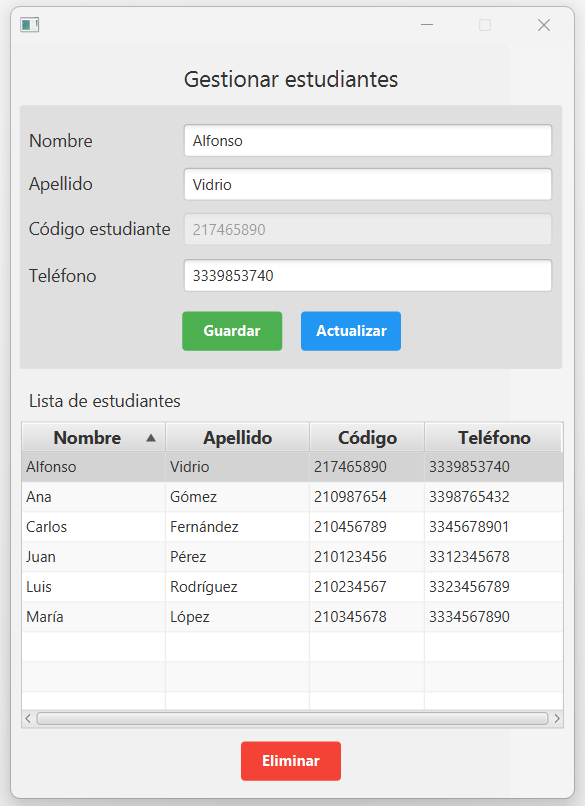 Gestionar estudiantes
Nombre Alfonso
Apellido Vidrio
Código estudiante 217465890
Teléfono 3339853740
Guardar Actualizar
Lista de estudiantes
Nombre Apellido Código Teléfono
Alfonso Vidrio 217465890 3339853740
Ana Gómez 210987654 3398765432
Carlos Fernández 210456789 3345678901
Juan Pérez 210123456 3312345678
Luis Rodríguez 210234567 3323456789
María López 210345678 3334567890
Eliminar